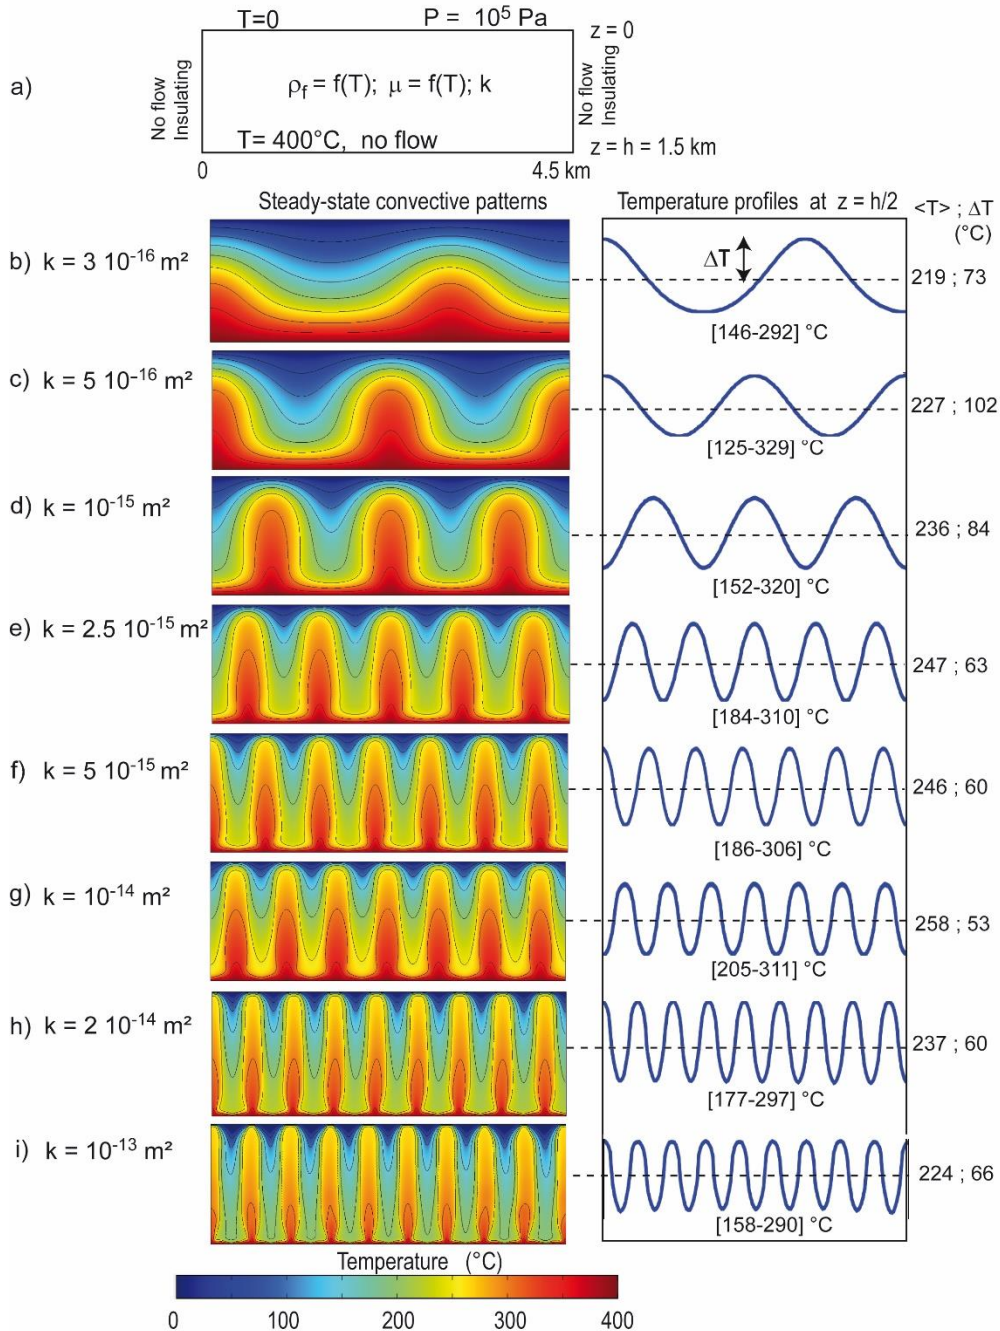 T=0
P = 10⁵ Pa
z = 0
a)
No flow
Insulating
ρf = f(T); μ = f(T); k
No flow
Insulating
T= 400°C, no flow
z = h = 1.5 km
0
4.5 km
Steady-state convective patterns
Temperature profiles at z = h/2
<T> ; ΔT
(°C)
b) k = 3 10⁻¹⁶ m²
ΔT
219 ; 73
[146-292] °C
c) k = 5 10⁻¹⁶ m²
227 ; 102
[125-329] °C
d) k = 10⁻¹⁵ m²
236 ; 84
[152-320] °C
e) k = 2.5 10⁻¹⁵ m²
247 ; 63
[184-310] °C
f) k = 5 10⁻¹⁵ m²
246 ; 60
[186-306] °C
g) k = 10⁻¹⁴ m²
258 ; 53
[205-311] °C
h) k = 2 10⁻¹⁴ m²
237 ; 60
[177-297] °C
i) k = 10⁻¹³ m²
224 ; 66
[158-290] °C
Temperature (°C)
0
100
200
300
400